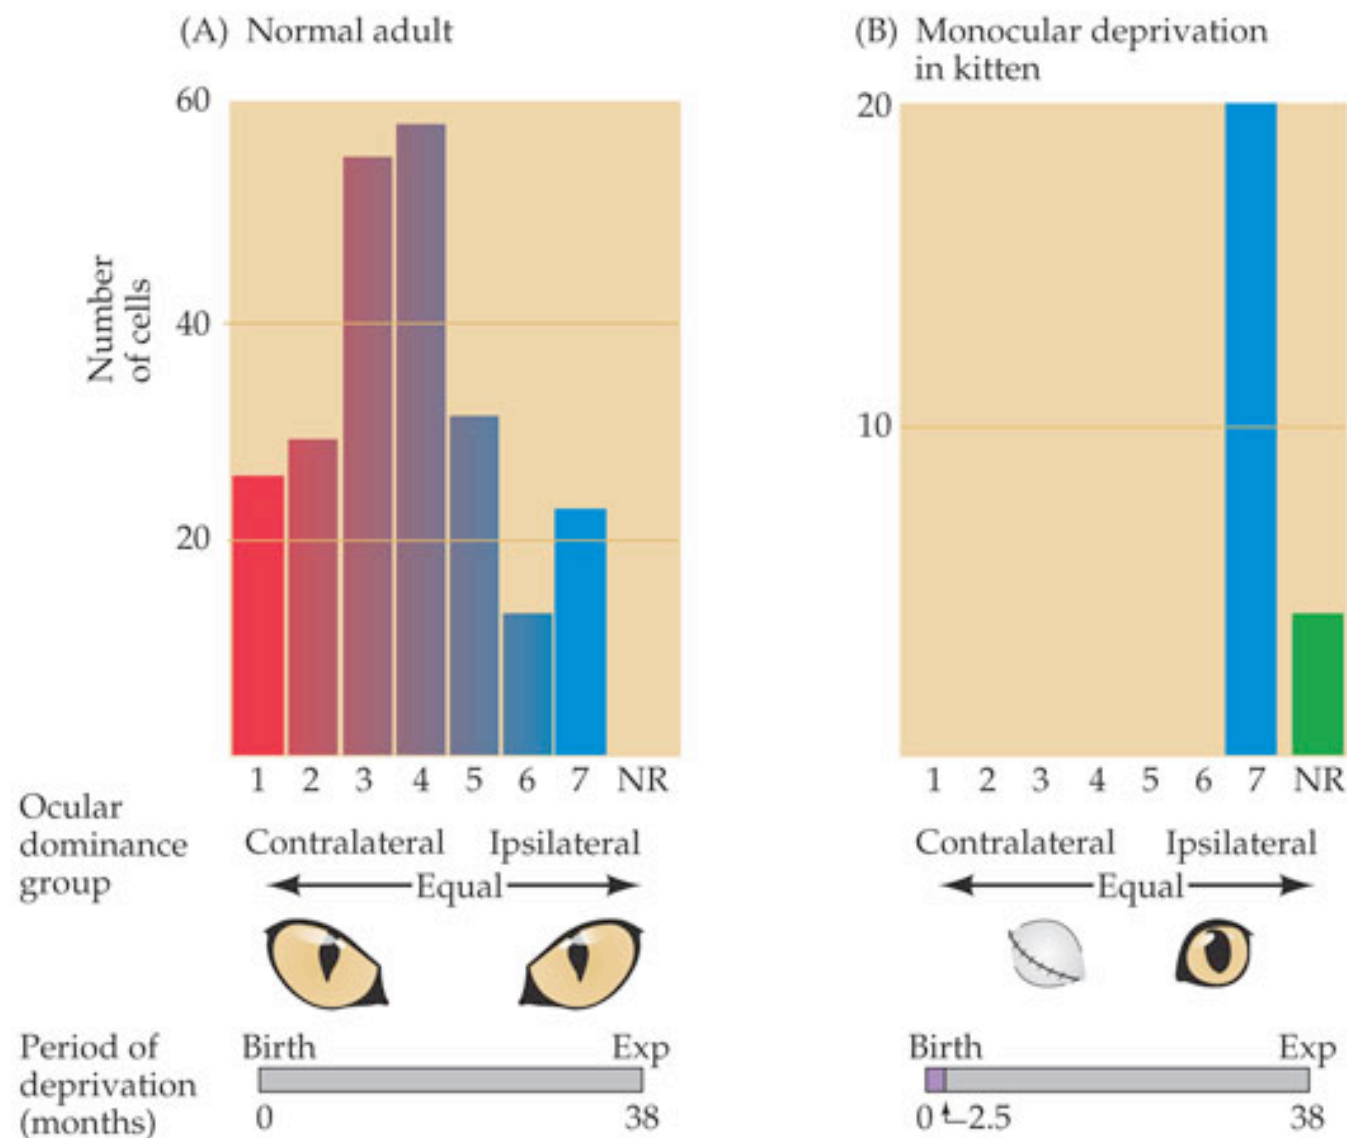 (A) Normal adult
60
40
20
Number
of cells
1 2 3 4 5 6 7 NR
Ocular
dominance
group
Contralateral Ipsilateral
Equal
Period of
deprivation
(months)
Birth Exp
0 38
(B) Monocular deprivation
in kitten
20
10
1 2 3 4 5 6 7 NR
Contralateral Ipsilateral
Equal
Birth Exp
0 2.5 38